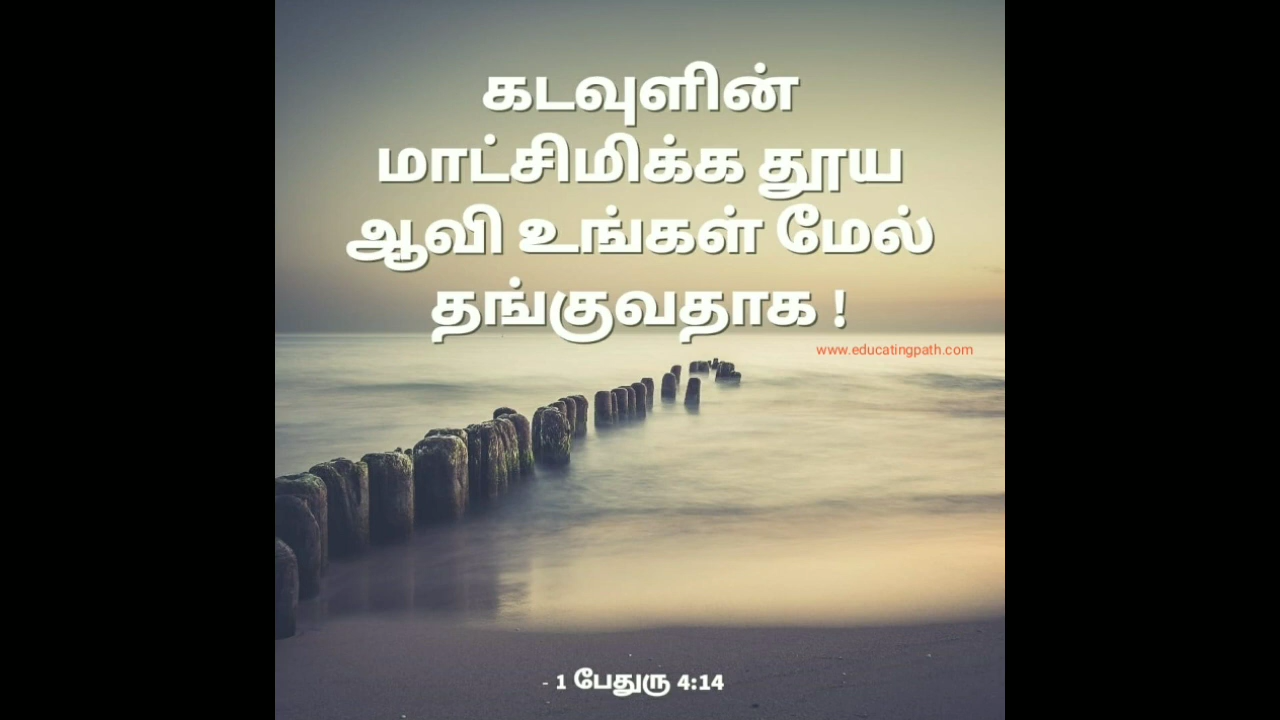 கடவுளின்
மாட்சிமிக்க தூய
ஆவி உங்கள் மேல்
தங்குவதாக !
www.educatingpath.com
- 1 பேதுரு 4:14